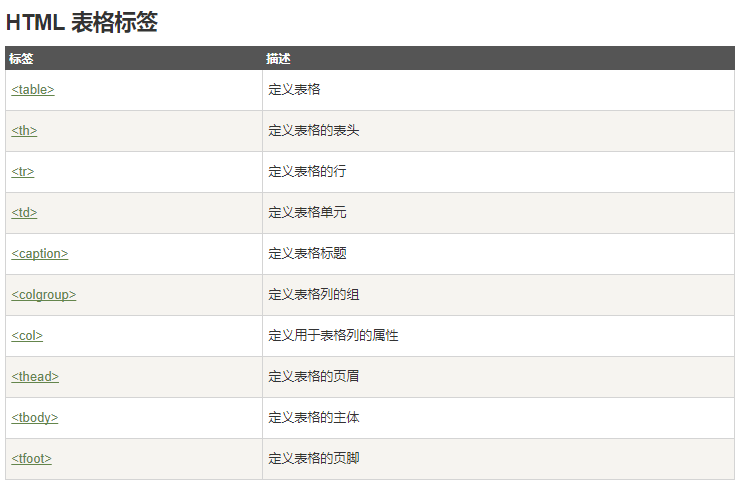 HTML 表格标签
标签 描述
<table> 定义表格
<th> 定义表格的表头
<tr> 定义表格的行
<td> 定义表格单元
<caption> 定义表格标题
<colgroup> 定义表格列的组
<col> 定义用于表格列的属性
<thead> 定义表格的页眉
<tbody> 定义表格的主体
<tfoot> 定义表格的页脚